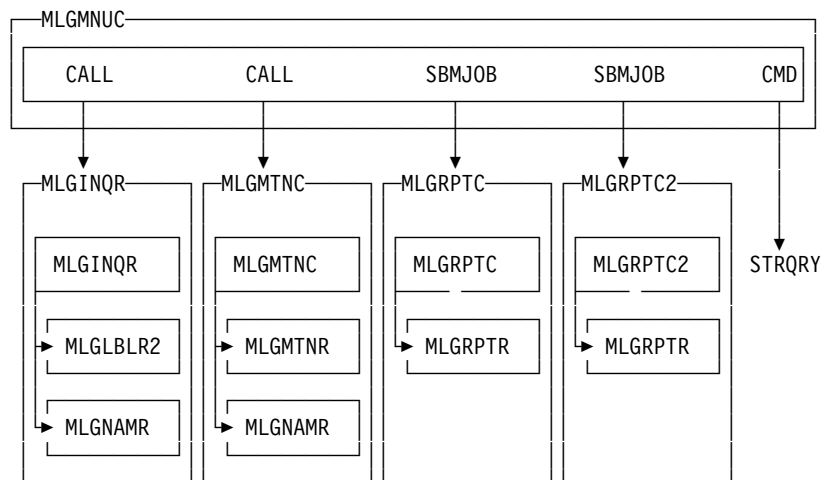 MLGMNUC
CALL CALL SBMJOB SBMJOB CMD
MLGINQR MLGMTNC MLGRPTC MLGRPTC2
MLGINQR MLGMTNC MLGRPTC MLGRPTC2 STRQRY
MLGLBLR2 MLGMTNR MLGRPTR MLGRPTR
MLGNAMR MLGNAMR